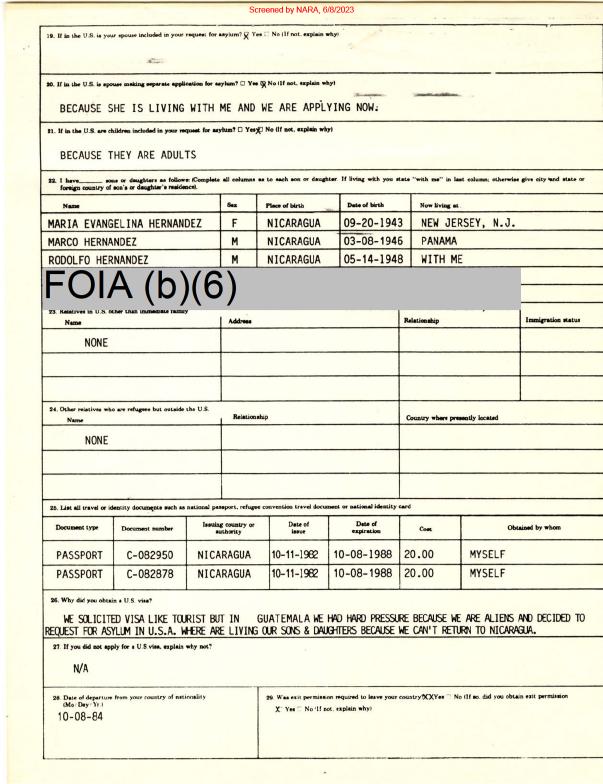 Screened by NARA, 6/8/2023
19. If in the U.S. is your spouse included in your request for asylum? ☒ Yes ☐ No (If not, explain why)
20. If in the U.S. is spouse making separate application for asylum? ☐ Yes ☒ No (If not, explain why)
BECAUSE SHE IS LIVING WITH ME AND WE ARE APPLYING NOW.
21. If in the U.S. are children included in your request for asylum? ☐ Yes ☒ No (If not, explain why)
BECAUSE THEY ARE ADULTS
22. I have ______ sons or daughters as follows: (Complete all columns as to each son or daughter. If living with you state "with me" in last column; otherwise give city and state or
foreign country of son's or daughter's residence).
Name Sex Place of birth Date of birth Now living at
MARIA EVANGELINA HERNANDEZ F NICARAGUA 09-20-1943 NEW JERSEY, N.J.
MARCO HERNANDEZ M NICARAGUA 03-08-1946 PANAMA
RODOLFO HERNANDEZ M NICARAGUA 05-14-1948 WITH ME
FOIA (b)(6)
23. Relatives in U.S. other than immediate family
Name Address Relationship Immigration status
NONE
24. Other relatives who are refugees but outside the U.S.
Name Relationship Country where presently located
NONE
25. List all travel or identity documents such as national passport, refugee convention travel document or national identity card
Document type Document number Issuing country or authority Date of issue Date of expiration Cost Obtained by whom
PASSPORT C-082950 NICARAGUA 10-11-1982 10-08-1988 20.00 MYSELF
PASSPORT C-082878 NICARAGUA 10-11-1982 10-08-1988 20.00 MYSELF
26. Why did you obtain a U.S. visa?
WE SOLICITED VISA LIKE TOURIST BUT IN GUATEMALA WE HAD HARD PRESSURE BECAUSE WE ARE ALIENS AND DECIDED TO
REQUEST FOR ASYLUM IN U.S.A. WHERE ARE LIVING OUR SONS & DAUGHTERS BECAUSE WE CAN'T RETURN TO NICARAGUA.
27. If you did not apply for a U.S. visa, explain why not?
N/A
28. Date of departure from your country of nationality
(Mo/Day/Yr.)
10-08-84
29. Was exit permission required to leave your country? XX Yes ☐ No (If so, did you obtain exit permission
X Yes ☐ No (If not, explain why)